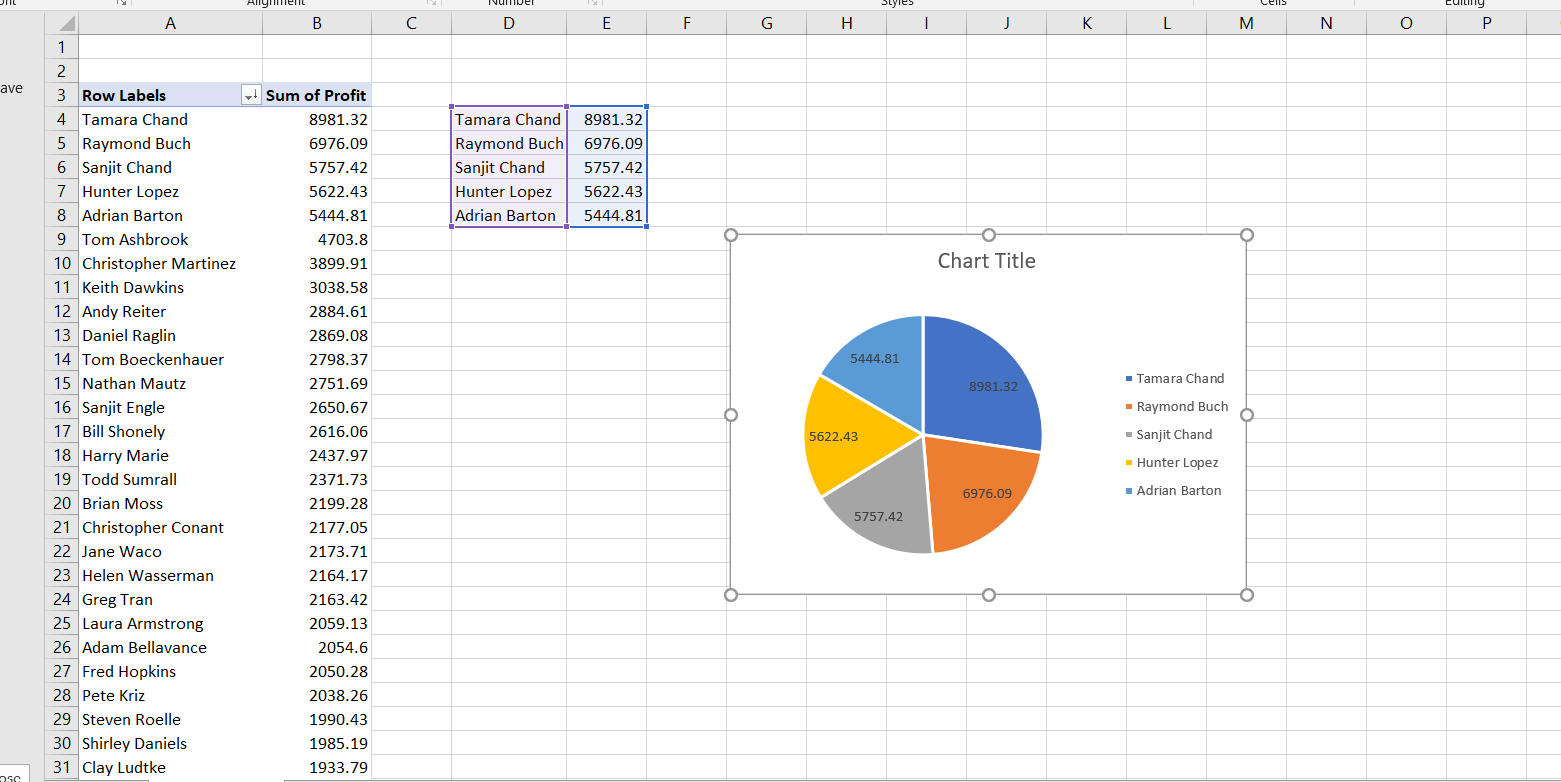 Alignment Number Styles Cells Editing
A B C D E F G H I J K L M N O P
1
2
ave
3 Row Labels Sum of Profit
4 Tamara Chand 8981.32 Tamara Chand 8981.32
5 Raymond Buch 6976.09 Raymond Buch 6976.09
6 Sanjit Chand 5757.42 Sanjit Chand 5757.42
7 Hunter Lopez 5622.43 Hunter Lopez 5622.43
8 Adrian Barton 5444.81 Adrian Barton 5444.81
9 Tom Ashbrook 4703.8
10 Christopher Martinez 3899.91
11 Keith Dawkins 3038.58
12 Andy Reiter 2884.61
13 Daniel Raglin 2869.08
14 Tom Boeckenhauer 2798.37
15 Nathan Mautz 2751.69
16 Sanjit Engle 2650.67
17 Bill Shonely 2616.06
18 Harry Marie 2437.97
19 Todd Sumrall 2371.73
20 Brian Moss 2199.28
21 Christopher Conant 2177.05
22 Jane Waco 2173.71
23 Helen Wasserman 2164.17
24 Greg Tran 2163.42
25 Laura Armstrong 2059.13
26 Adam Bellavance 2054.6
27 Fred Hopkins 2050.28
28 Pete Kriz 2038.26
29 Steven Roelle 1990.43
30 Shirley Daniels 1985.19
31 Clay Ludtke 1933.79
Chart Title
5444.81
8981.32
5622.43
6976.09
5757.42
Tamara Chand
Raymond Buch
Sanjit Chand
Hunter Lopez
Adrian Barton